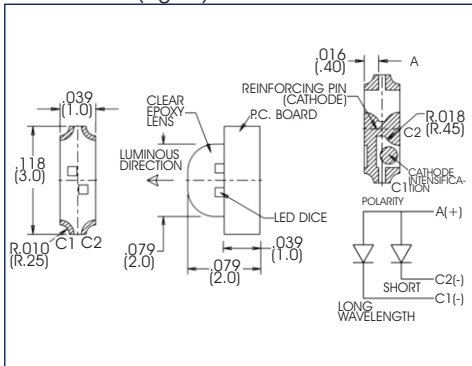 .039
(1.0)
.118
(3.0)
R.010
(R.25)
C1 C2
CLEAR
EPOXY
LENS
P.C. BOARD
LUMINOUS
DIRECTION
LED DICE
.079
(2.0)
.039
(1.0)
.079
(2.0)
.016
(.40)
A
REINFORCING PIN
(CATHODE)
R.018
(R.45)
C2
CATHODE
INTENSIFICA-
TION
C1
POLARITY
A(+)
C2(-)
SHORT
C1(-)
LONG
WAVELENGTH